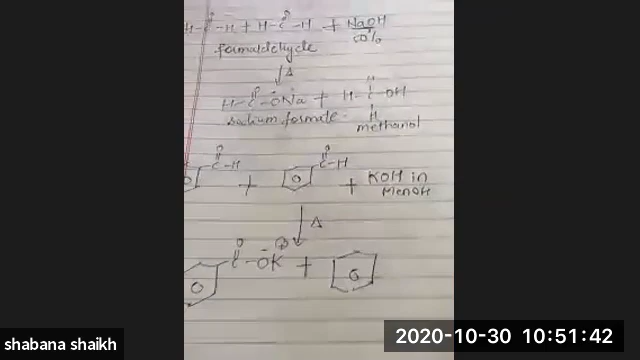 H-C-H + H-C-H + NaOH
O O 50%
formaldehyde
Δ
O H
H-C-ONa + H-C-OH
sodium formate H
methanol
O O
C-H C-H
+ + KOH in
MenOH
Δ
O
C-OK +
shabana shaikh
2020-10-30 10:51:42